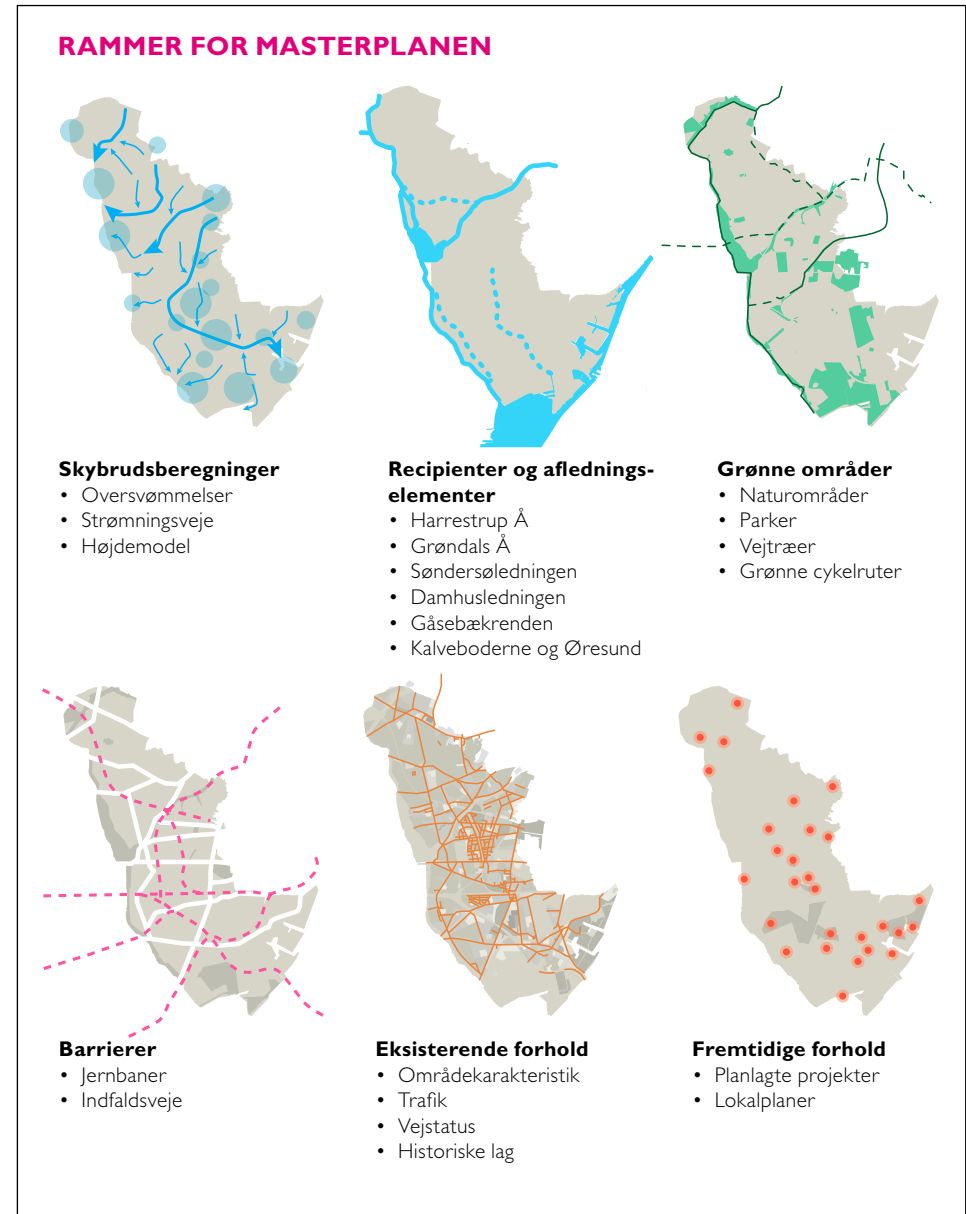 RAMMER FOR MASTERPLANEN
Skybrudsberegninger
• Oversvømmelser
• Strømningsveje
• Højdemodel
Recipienter og aflednings-
elementer
• Harrestrup Å
• Grøndals Å
• Søndersøledningen
• Damhusledningen
• Gåsebækrenden
• Kalveboderne og Øresund
Grønne områder
• Naturområder
• Parker
• Vejtræer
• Grønne cykelruter
Barrierer
• Jernbaner
• Indfaldsveje
Eksisterende forhold
• Områdekarakteristik
• Trafik
• Vejstatus
• Historiske lag
Fremtidige forhold
• Planlagte projekter
• Lokalplaner